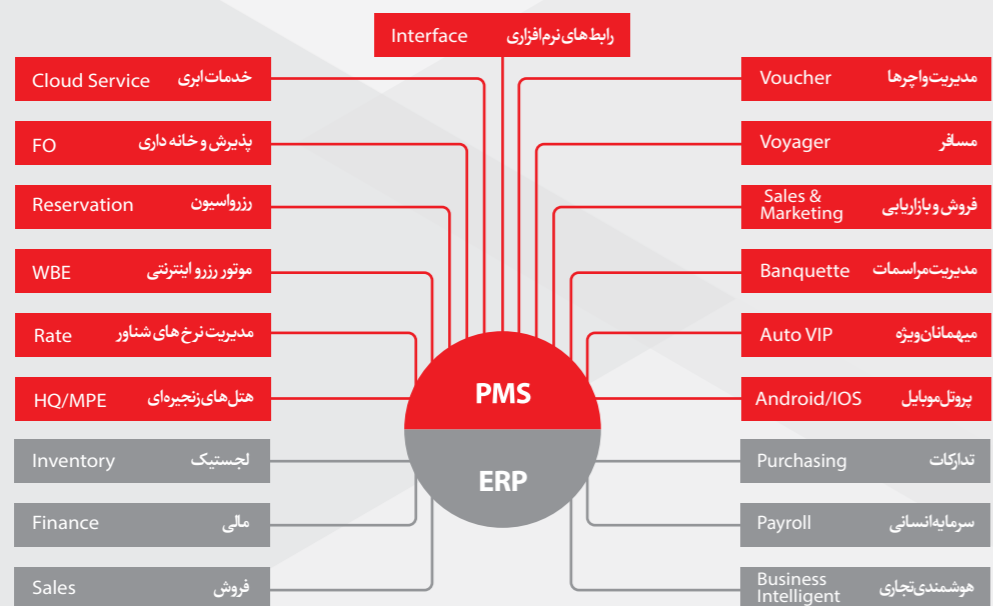 Interface رابط های نرم افزاری
Cloud Service خدمات ابری
FO پذیرش و خانه داری
Reservation رزرواسیون
WBE موتور رزرو اینترنتی
Rate مدیریت نرخ های شناور
HQ/MPE هتل های زنجیره‌ای
Inventory لجستیک
Finance مالی
Sales فروش
PMS
ERP
Voucher مدیریت واچرها
Voyager مسافر
Sales &
Marketing فروش و بازاریابی
Banquette مدیریت مراسمات
Auto VIP میهمانان ویژه
Android/IOS پروتل موبایل
Purchasing تدارکات
Payroll سرمایه انسانی
Business
Intelligent هوشمندی تجاری